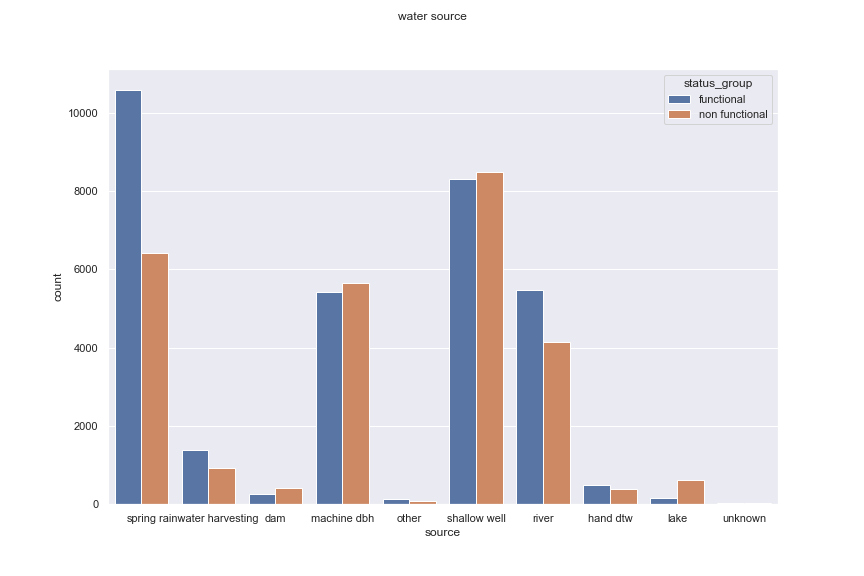 water source
status_group
functional
non functional
10000
8000
6000
4000
2000
0
count
spring rainwater harvesting dam machine dbh other shallow well river hand dtw lake unknown
source